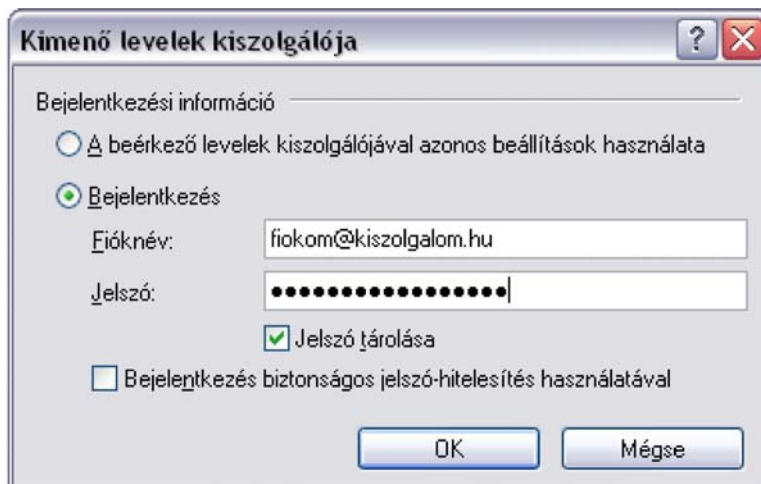 Kimenő levelek kiszolgálója
Bejelentkezési információ
A beérkező levelek kiszolgálójával azonos beállítások használata
Bejelentkezés
Fióknév: fiokom@kiszolgalom.hu
Jelszó: ●●●●●●●●●●●●●●●●●
Jelszó tárolása
Bejelentkezés biztonságos jelszó-hitelesítés használatával
OK Mégse